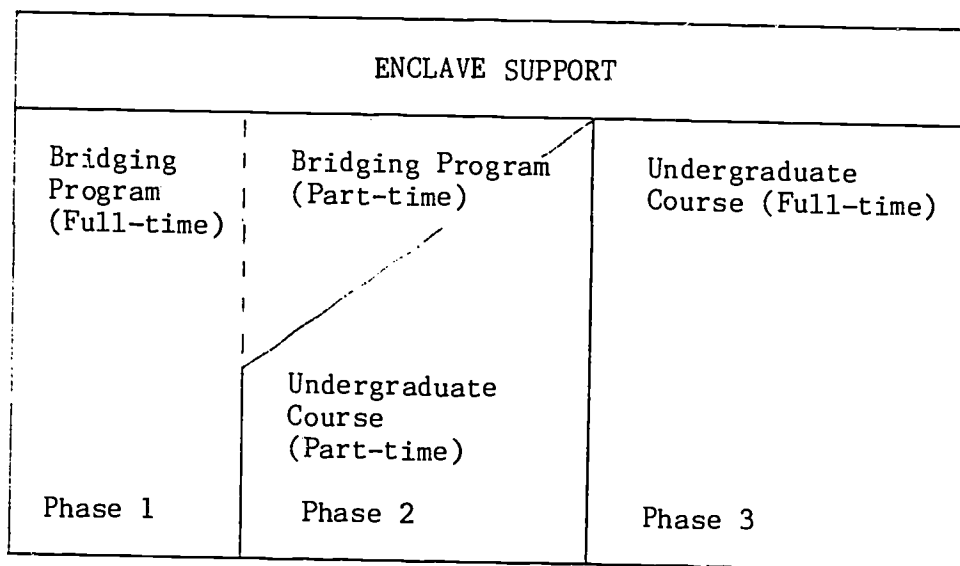 ENCLAVE SUPPORT
Bridging
Program
(Full-time)
Bridging Program
(Part-time)
Undergraduate
Course (Full-time)
Undergraduate
Course
(Part-time)
Phase 1
Phase 2
Phase 3